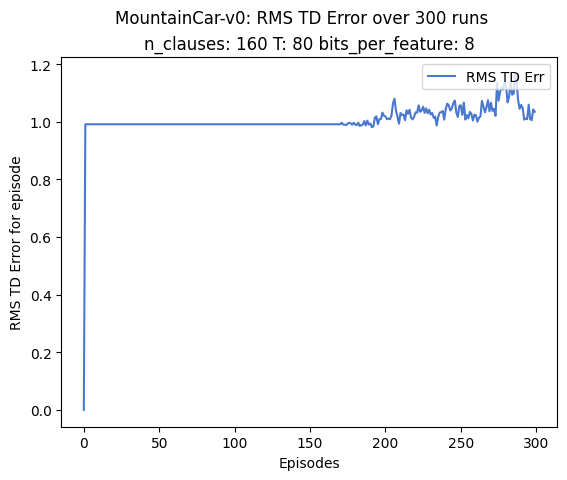 MountainCar-v0: RMS TD Error over 300 runs
n_clauses: 160 T: 80 bits_per_feature: 8
RMS TD Err
RMS TD Error for episode
1.2
1.0
0.8
0.6
0.4
0.2
0.0
0 50 100 150 200 250 300
Episodes